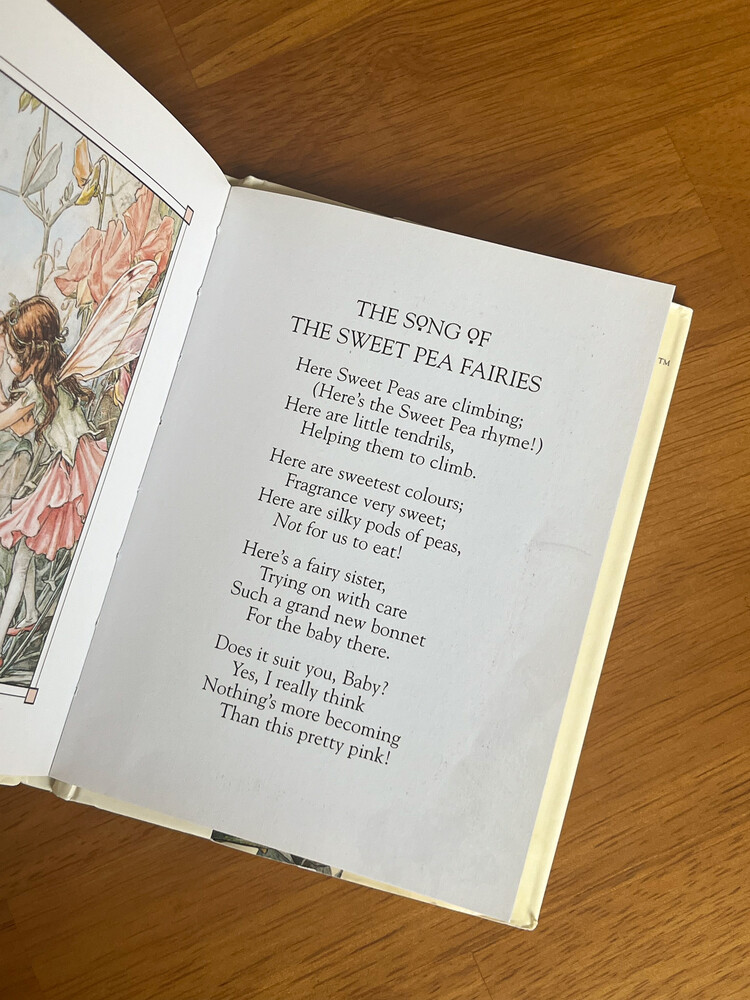 THE SONG OF
THE SWEET PEA FAIRIES
Here Sweet Peas are climbing;
(Here's the Sweet Pea rhyme!)
Here are little tendrils,
Helping them to climb.
Here are sweetest colours;
Fragrance very sweet;
Here are silky pods of peas,
Not for us to eat!
Here's a fairy sister,
Trying on with care
Such a grand new bonnet
For the baby there.
Does it suit you, Baby?
Yes, I really think
Nothing's more becoming
Than this pretty pink!
TM